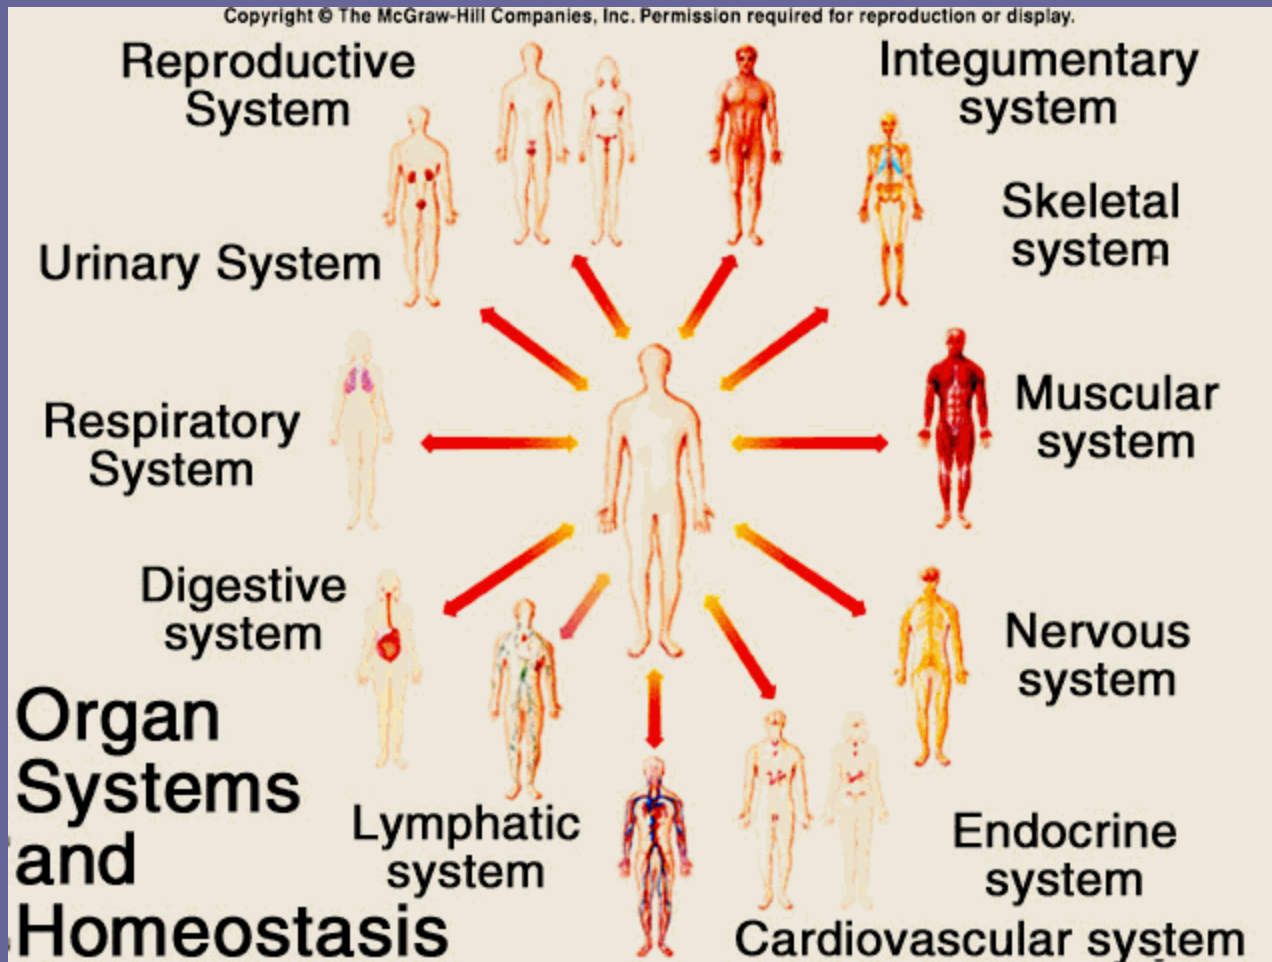 Copyright © The McGraw-Hill Companies, Inc. Permission required for reproduction or display.
Reproductive
System
Integumentary
system
Skeletal
system
Urinary System
Muscular
system
Respiratory
System
Digestive
system
Nervous
system
Organ
Systems
and
Homeostasis
Lymphatic
system
Endocrine
system
Cardiovascular system